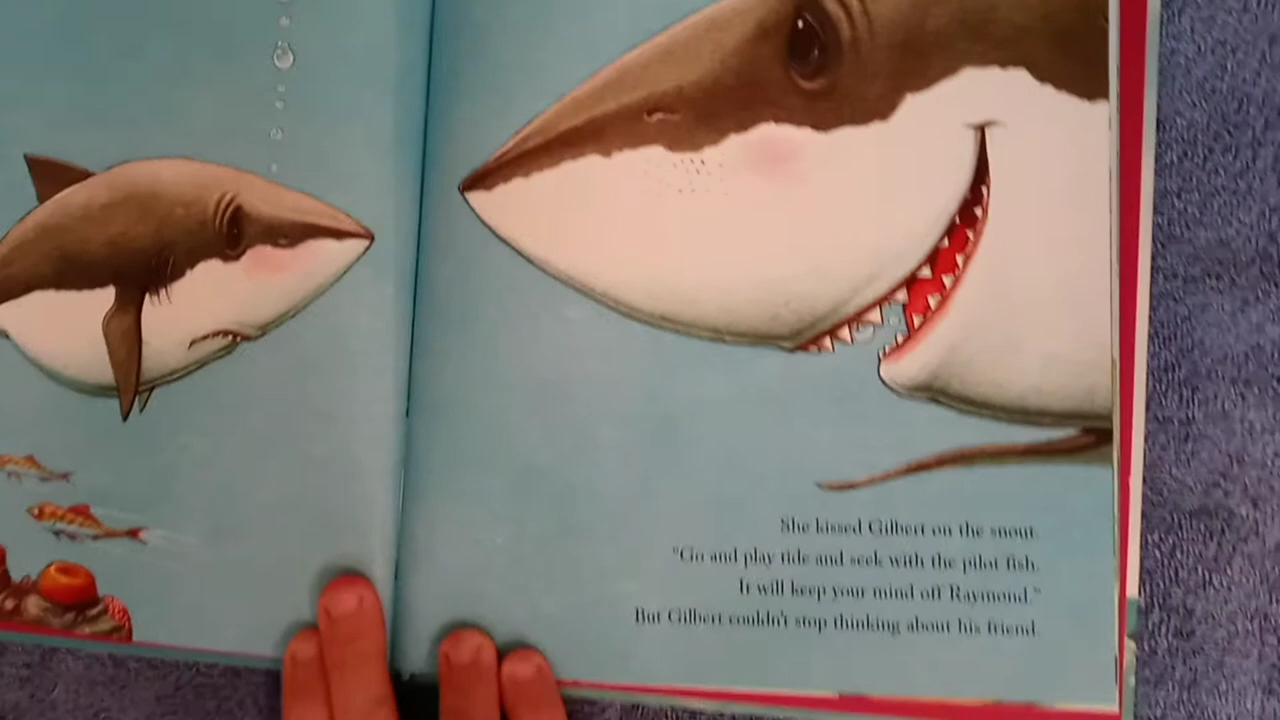 She kissed Gilbert on the snout.
"Go and play tide and seek with the pilot fish.
It will keep your mind off Raymond."
But Gilbert couldn't stop thinking about his friend.